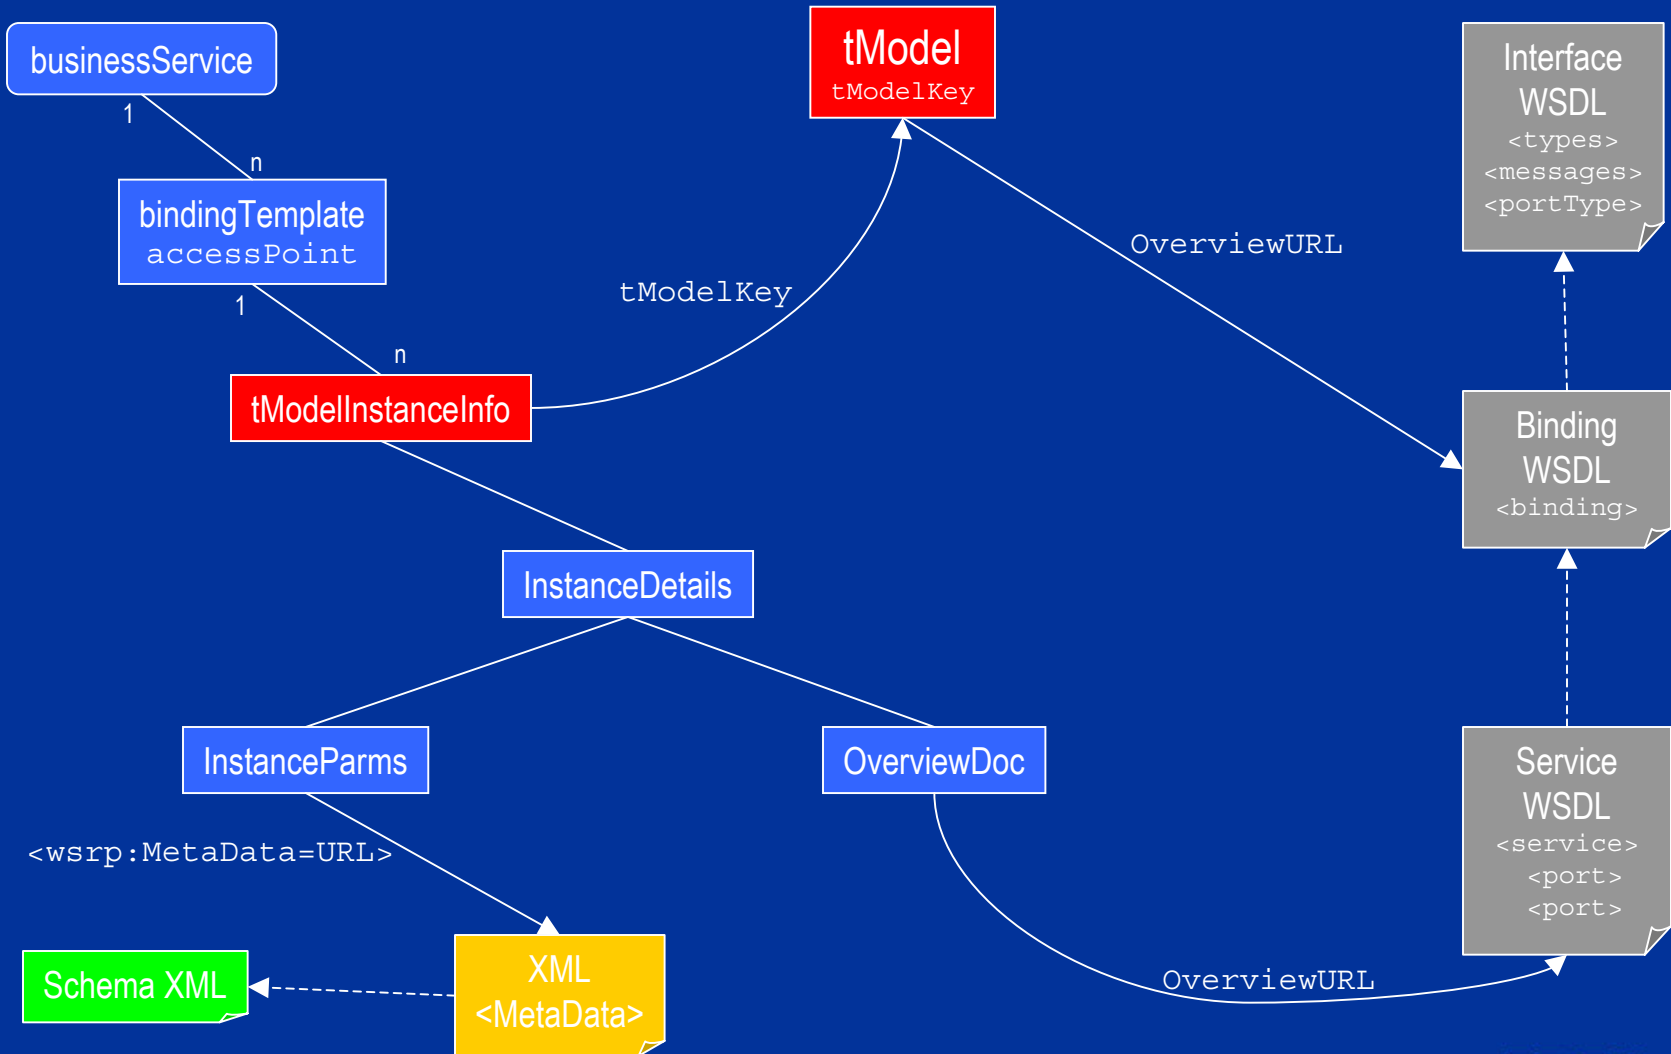 businessService
1
n
bindingTemplate
accessPoint
1
n
tModelInstanceInfo
tModel
tModelKey
tModelKey
OverviewURL
Interface
WSDL
<types>
<messages>
<portType>
Binding
WSDL
<binding>
InstanceDetails
InstanceParms
OverviewDoc
Service
WSDL
<service>
<port>
<port>
<wsrp:MetaData=URL>
Schema XML
XML
<MetaData>
OverviewURL